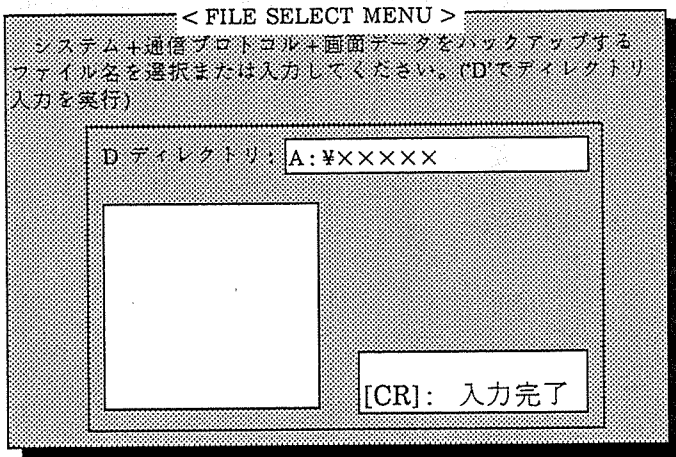 < FILE SELECT MENU >
システム+通信プロトコル+画面データをバックアップする
ファイル名を選択または入力してください。('D'でディレクトリ
入力を実行)
D ディレクトリ: A:¥×××××
[CR]: 入力完了